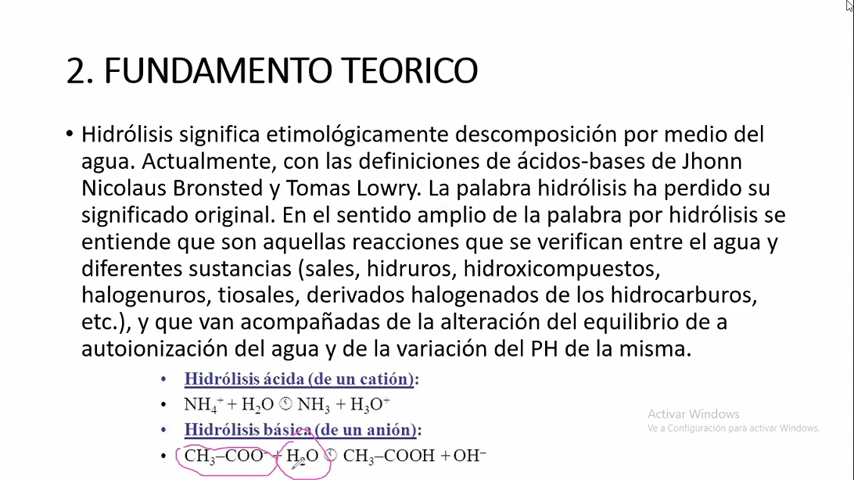 2. FUNDAMENTO TEORICO
• Hidrólisis significa etimológicamente descomposición por medio del
agua. Actualmente, con las definiciones de ácidos-bases de Jhonn
Nicolaus Bronsted y Tomas Lowry. La palabra hidrólisis ha perdido su
significado original. En el sentido amplio de la palabra por hidrólisis se
entiende que son aquellas reacciones que se verifican entre el agua y
diferentes sustancias (sales, hidruros, hidroxicompuestos,
halogenuros, tiosales, derivados halogenados de los hidrocarburos,
etc.), y que van acompañadas de la alteración del equilibrio de a
autoionización del agua y de la variación del PH de la misma.
• Hidrólisis ácida (de un catión):
• NH₄⁺ + H₂O 🕔 NH₃ + H₃O⁺
• Hidrólisis básica (de un anión):
• CH₃–COO⁻ + H₂O 🕔 CH₃–COOH + OH⁻
Activar Windows
Ve a Configuración para activar Windows.